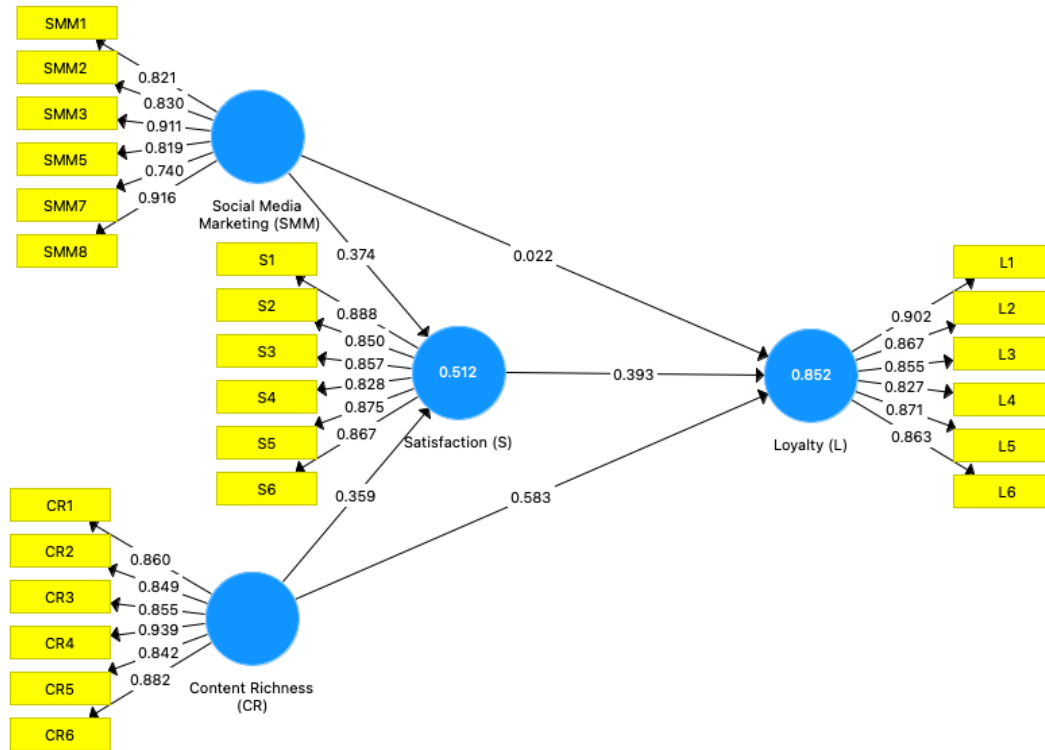 SMM1
SMM2
SMM3
SMM5
SMM7
SMM8
0.821
0.830
0.911
0.819
0.740
0.916
Social Media
Marketing (SMM)
0.374
0.022
S1
S2
S3
S4
S5
S6
0.888
0.850
0.857
0.828
0.875
0.867
0.512
Satisfaction (S)
0.393
0.359
0.583
0.852
Loyalty (L)
0.902
0.867
0.855
0.827
0.871
0.863
L1
L2
L3
L4
L5
L6
CR1
CR2
CR3
CR4
CR5
CR6
0.860
0.849
0.855
0.939
0.842
0.882
Content Richness
(CR)